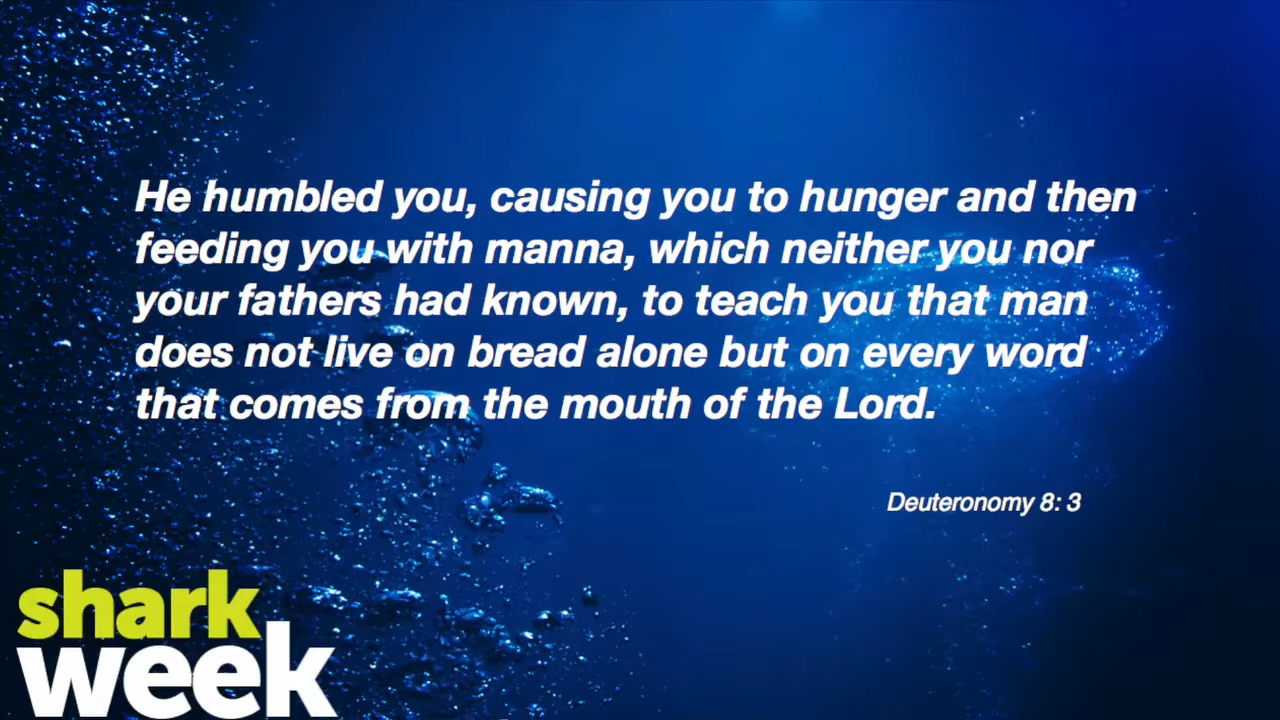 He humbled you, causing you to hunger and then
feeding you with manna, which neither you nor
your fathers had known, to teach you that man
does not live on bread alone but on every word
that comes from the mouth of the Lord.
Deuteronomy 8: 3
shark
week